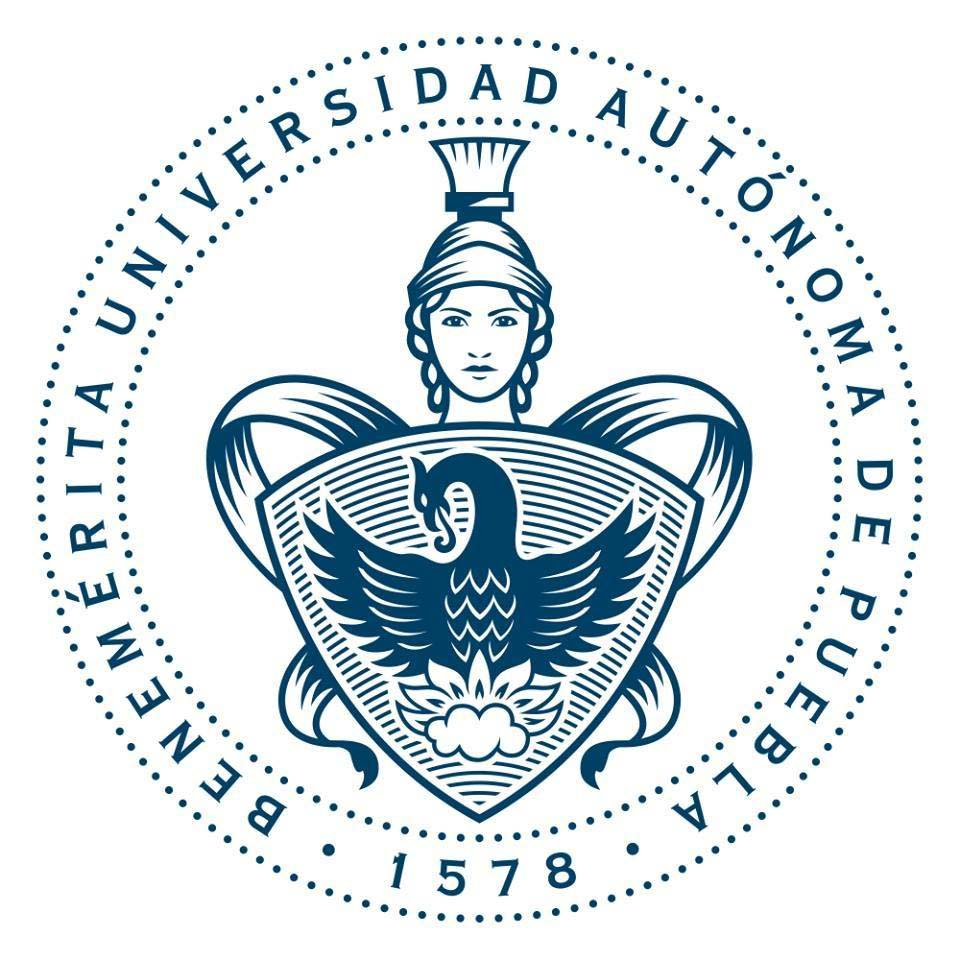 BENEMÉRITA UNIVERSIDAD AUTÓNOMA DE PUEBLA
· 1578 ·